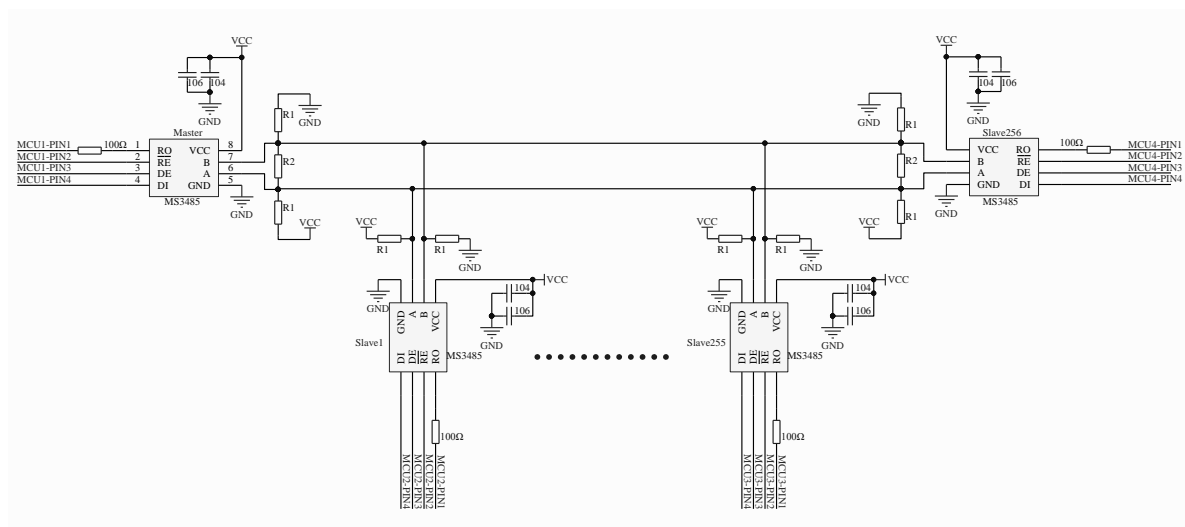 VCC
106
104
GND
Master
MCU1-PIN1
100Ω
1
MCU1-PIN2
2
MCU1-PIN3
3
MCU1-PIN4
4
RO
RE
DE
DI
VCC
B
A
GND
8
7
6
5
MS3485
GND
R1
GND
R2
R1
VCC
VCC
104
106
GND
GND
R1
R2
R1
VCC
Slave256
VCC
B
A
GND
RO
RE
DE
DI
MS3485
GND
100Ω
MCU4-PIN1
MCU4-PIN2
MCU4-PIN3
MCU4-PIN4
VCC
R1
R1
GND
GND
VCC
104
106
GND
GND
A
B
VCC
Slave1
DI
DE
RE
RO
MS3485
100Ω
MCU2-PIN4
MCU2-PIN3
MCU2-PIN2
MCU2-PIN1
VCC
R1
R1
GND
GND
VCC
104
106
GND
GND
A
B
VCC
Slave255
DI
DE
RE
RO
MS3485
100Ω
MCU3-PIN4
MCU3-PIN3
MCU3-PIN2
MCU3-PIN1